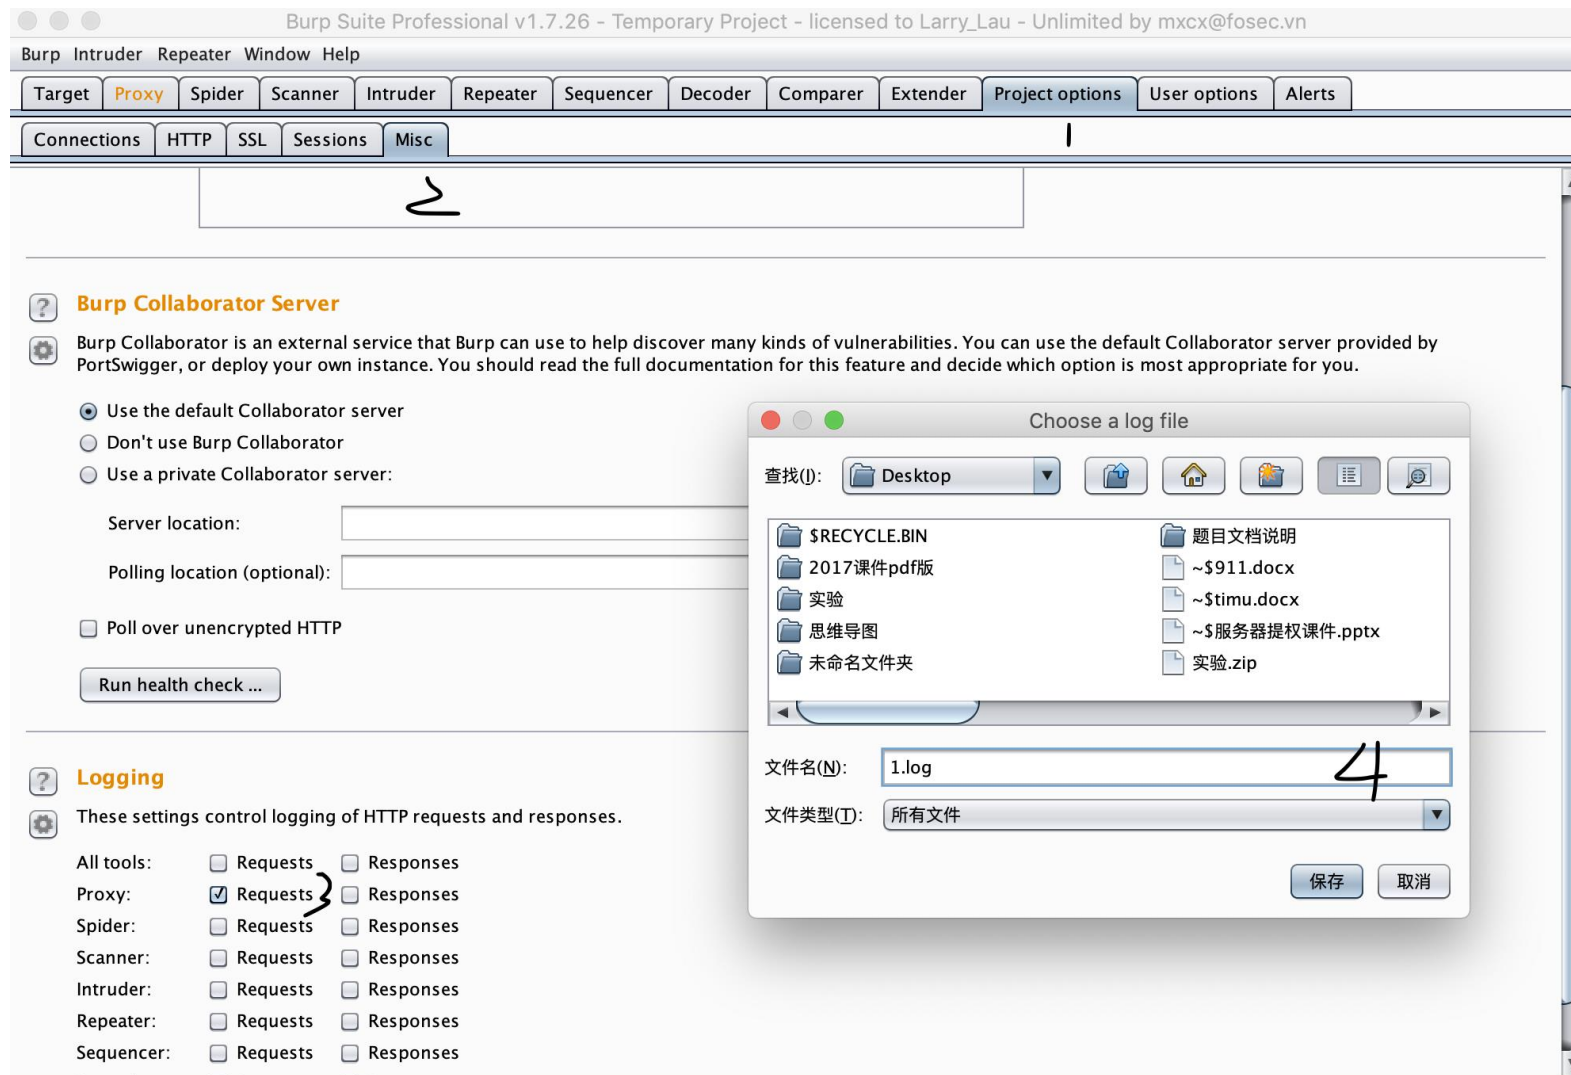 Burp Suite Professional v1.7.26 - Temporary Project - licensed to Larry_Lau - Unlimited by mxcx@fosec.vn
Burp Intruder Repeater Window Help
Target Proxy Spider Scanner Intruder Repeater Sequencer Decoder Comparer Extender Project options User options Alerts
Connections HTTP SSL Sessions Misc
1
2
Burp Collaborator Server
Burp Collaborator is an external service that Burp can use to help discover many kinds of vulnerabilities. You can use the default Collaborator server provided by
PortSwigger, or deploy your own instance. You should read the full documentation for this feature and decide which option is most appropriate for you.
Use the default Collaborator server
Don't use Burp Collaborator
Use a private Collaborator server:
Server location:
Polling location (optional):
Poll over unencrypted HTTP
Run health check ...
Choose a log file
查找(I): Desktop
$RECYCLE.BIN
2017课件pdf版
实验
思维导图
未命名文件夹
题目文档说明
~$911.docx
~$timu.docx
~$服务器提权课件.pptx
实验.zip
文件名(N): 1.log
4
文件类型(T): 所有文件
保存 取消
Logging
These settings control logging of HTTP requests and responses.
All tools: Requests Responses
Proxy: Requests 3 Responses
Spider: Requests Responses
Scanner: Requests Responses
Intruder: Requests Responses
Repeater: Requests Responses
Sequencer: Requests Responses